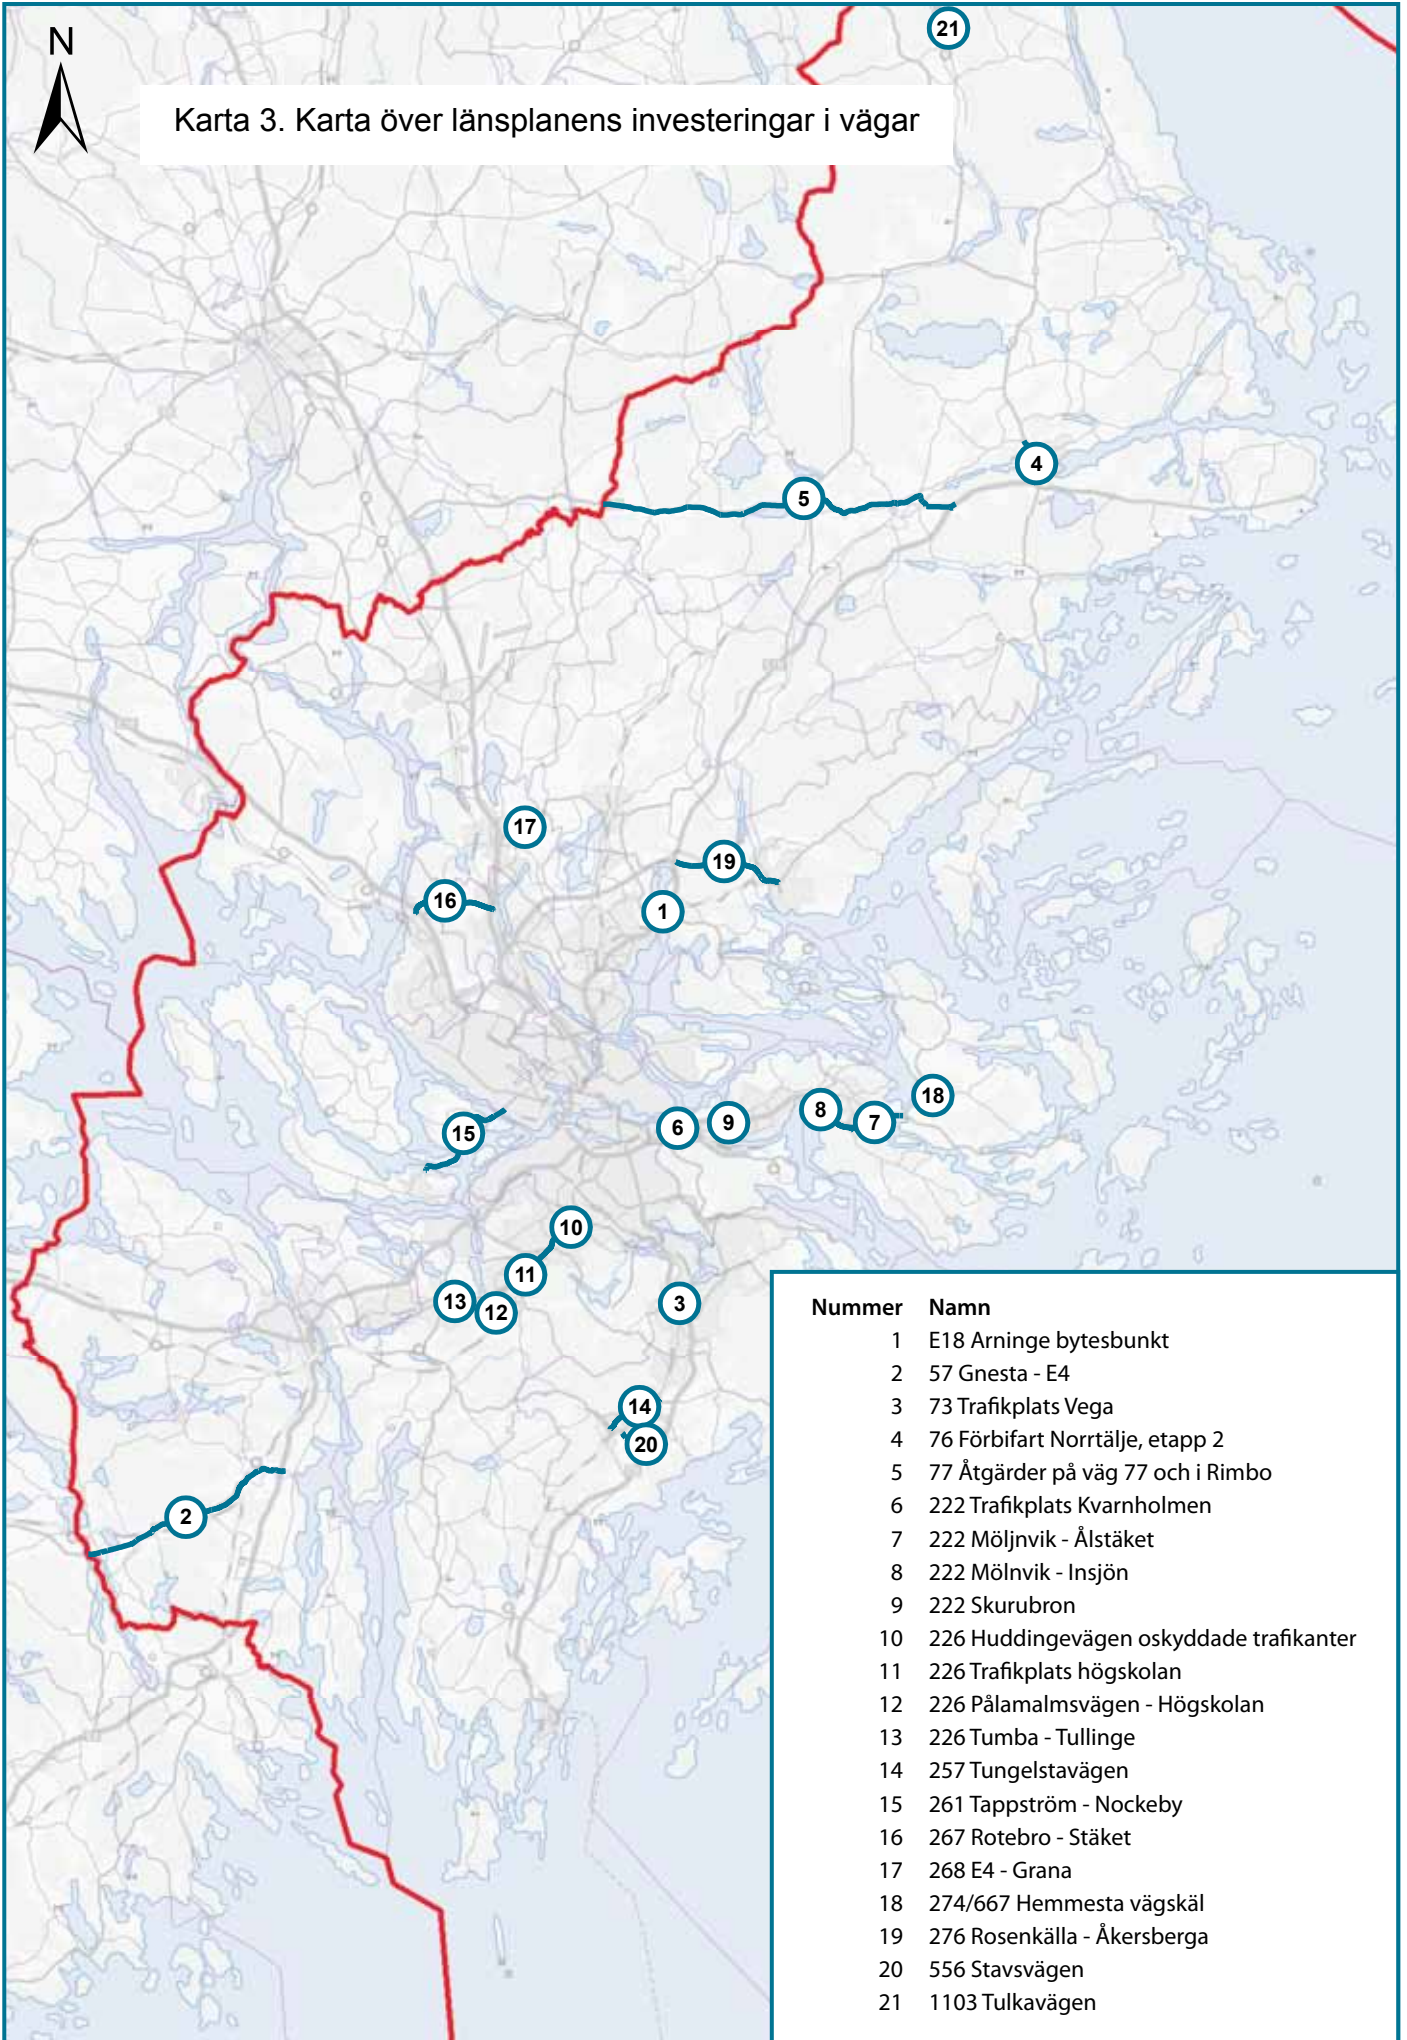 N
21
Karta 3. Karta över länsplanens investeringar i vägar
4
5
17
19
16
1
18
8
7
9
6
15
10
11
13
12
3
14
20
2
Nummer Namn
1 E18 Arninge bytesbunkt
2 57 Gnesta - E4
3 73 Trafikplats Vega
4 76 Förbifart Norrtälje, etapp 2
5 77 Åtgärder på väg 77 och i Rimbo
6 222 Trafikplats Kvarnholmen
7 222 Möljnvik - Ålstäket
8 222 Mölnvik - Insjön
9 222 Skurubron
10 226 Huddingevägen oskyddade trafikanter
11 226 Trafikplats högskolan
12 226 Pålamalmsvägen - Högskolan
13 226 Tumba - Tullinge
14 257 Tungelstavägen
15 261 Tappström - Nockeby
16 267 Rotebro - Stäket
17 268 E4 - Grana
18 274/667 Hemmesta vägskäl
19 276 Rosenkälla - Åkersberga
20 556 Stavsvägen
21 1103 Tulkavägen